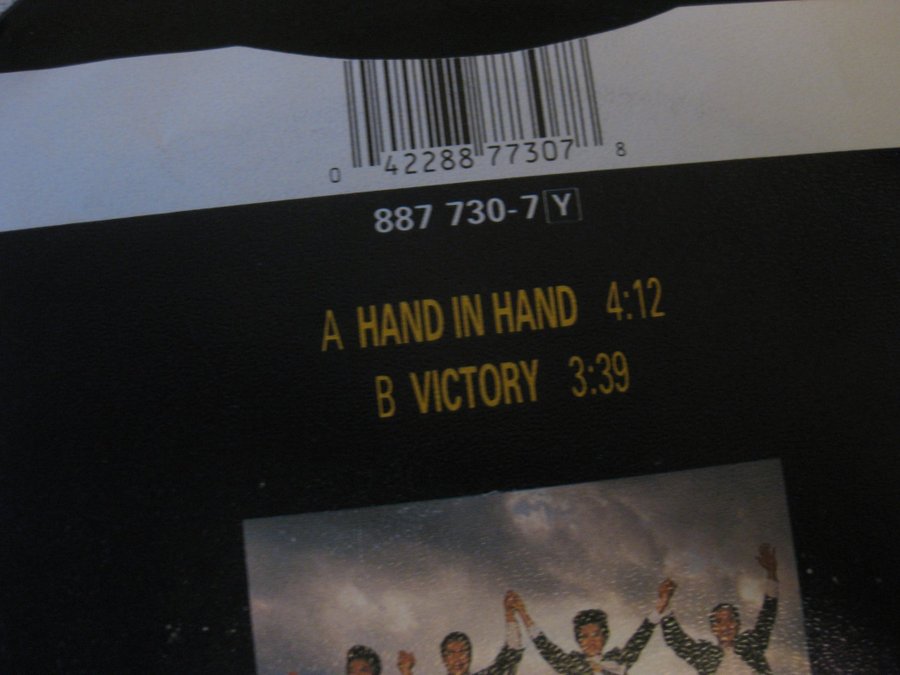 0 42288 77307 8
887 730-7 Y
A HAND IN HAND 4:12
B VICTORY 3:39